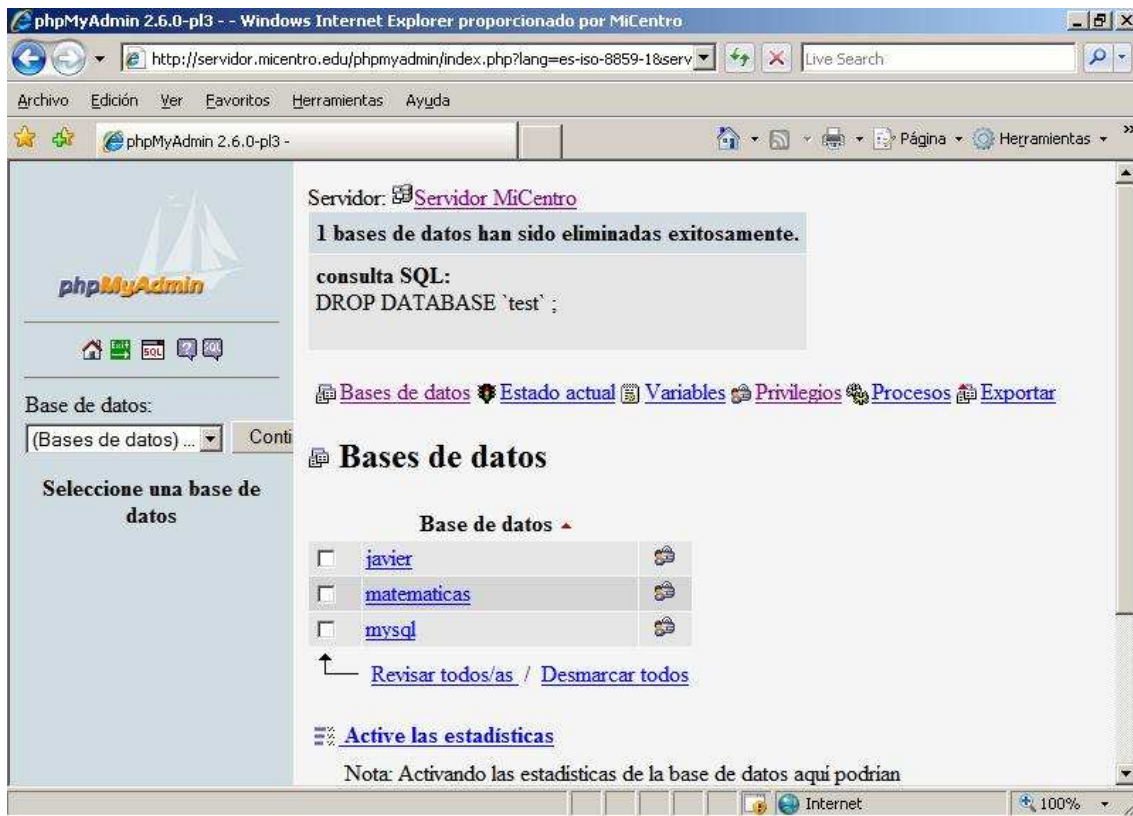 phpMyAdmin 2.6.0-pl3 - - Windows Internet Explorer proporcionado por MiCentro
http://servidor.micentro.edu/phpmyadmin/index.php?lang=es-iso-8859-1&serv
Live Search
Archivo Edición Ver Favoritos Herramientas Ayuda
phpMyAdmin 2.6.0-pl3 -
Página Herramientas
phpMyAdmin
Exit SQL ? SQL
Base de datos:
(Bases de datos) ... Conti
Seleccione una base de
datos
Servidor: Servidor MiCentro
1 bases de datos han sido eliminadas exitosamente.
consulta SQL:
DROP DATABASE `test` ;
Bases de datos Estado actual Variables Privilegios Procesos Exportar
Bases de datos
Base de datos
javier
matematicas
mysql
Revisar todos/as / Desmarcar todos
Active las estadísticas
Nota: Activando las estadisticas de la base de datos aquí podrian
Internet 100%